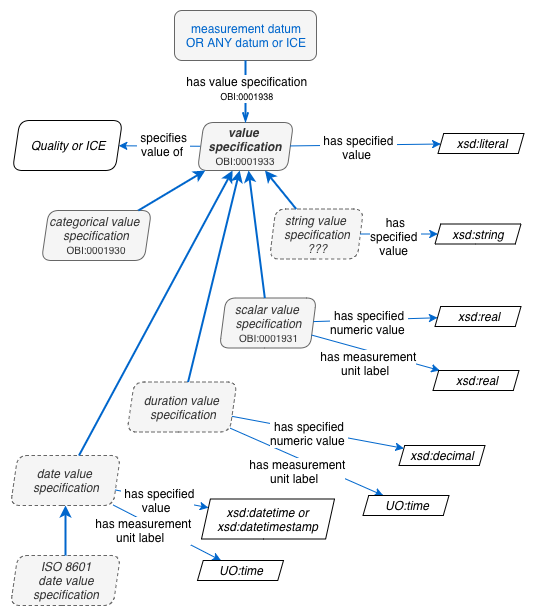 measurement datum
OR ANY datum or ICE
has value specification
OBI:0001938
Quality or ICE
specifies
value of
value
specification
OBI:0001933
has specified
value
xsd:literal
categorical value
specification
OBI:0001930
string value
specification
???
has
specified
value
xsd:string
scalar value
specification
OBI:0001931
has specified
numeric value
xsd:real
has measurement
unit label
xsd:real
duration value
specification
has specified
numeric value
xsd:decimal
has measurement
unit label
UO:time
date value
specification
has specified
value
xsd:datetime or
xsd:datetimestamp
has measurement
unit label
UO:time
ISO 8601
date value
specification